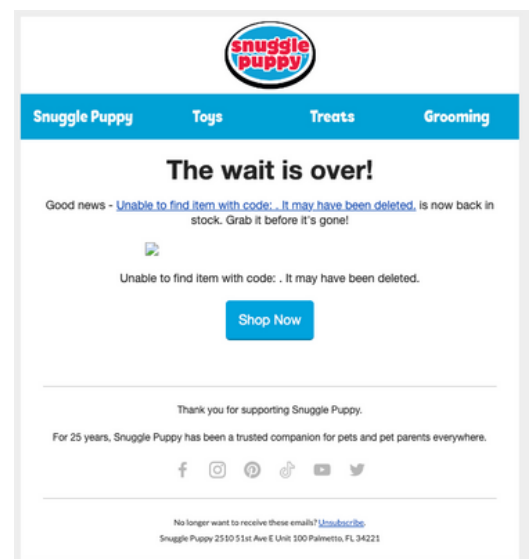 snuggle
puppy
Snuggle Puppy Toys Treats Grooming
The wait is over!
Good news - Unable to find item with code: . It may have been deleted. is now back in
stock. Grab it before it's gone!
Unable to find item with code: . It may have been deleted.
Shop Now
Thank you for supporting Snuggle Puppy.
For 25 years, Snuggle Puppy has been a trusted companion for pets and pet parents everywhere.
No longer want to receive these emails? Unsubscribe.
Snuggle Puppy 2510 51st Ave E Unit 100 Palmetto, FL 34221